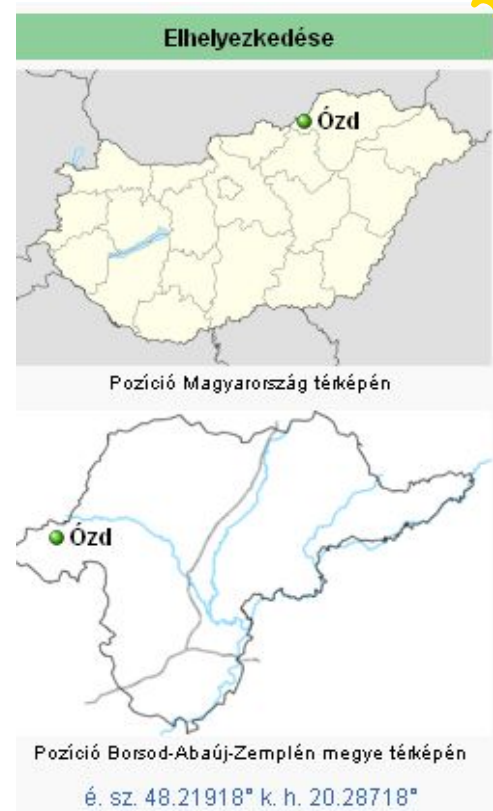 Elhelyezkedése
Ózd
Pozíció Magyarország térképén
Ózd
Pozíció Borsod-Abaúj-Zemplén megye térképén
é. sz. 48.21918° k. h. 20.28718°